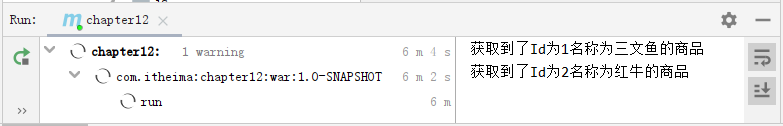 Run: chapter12
chapter12: 1 warning 6 m 4 s
com.itheima:chapter12:war:1.0-SNAPSHOT 6 m 2 s
run 6 m
获取到了Id为1名称为三文鱼的商品
获取到了Id为2名称为红牛的商品